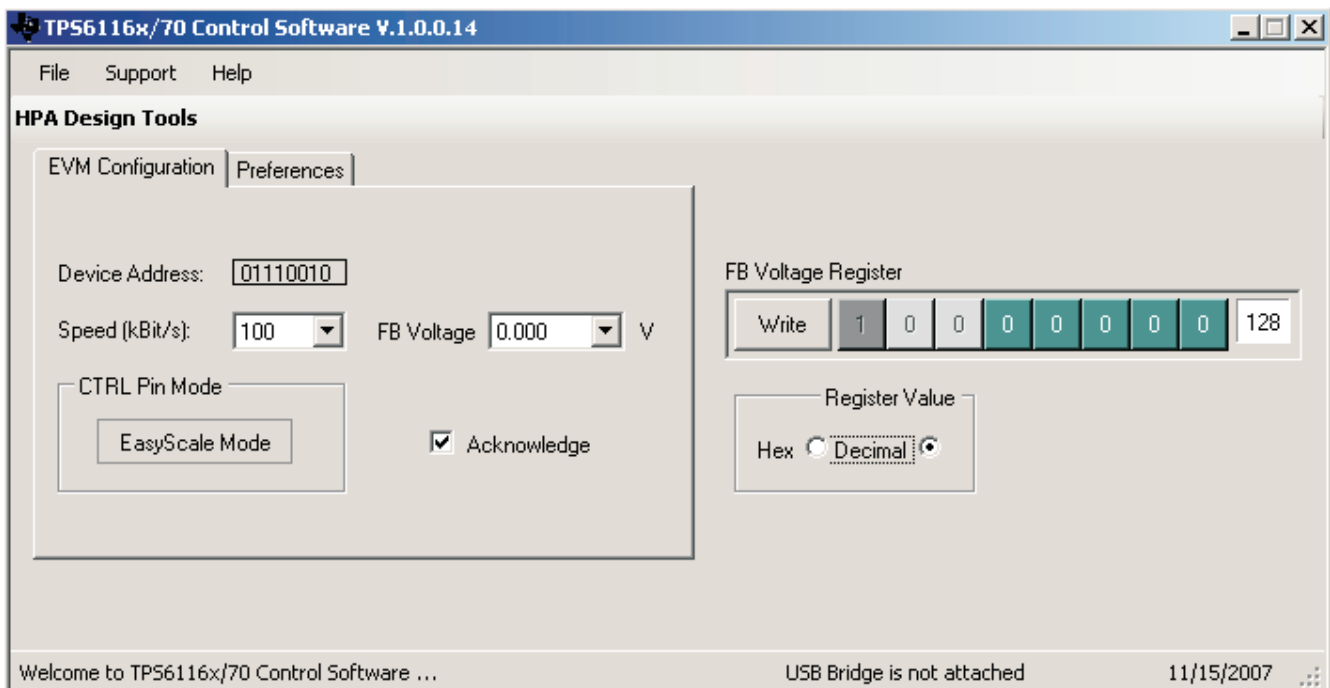 TPS6116x/70 Control Software V.1.0.0.14
File Support Help
HPA Design Tools
EVM Configuration Preferences
Device Address: 01110010
Speed (kBit/s): 100 FB Voltage 0.000 V
CTRL Pin Mode
EasyScale Mode
Acknowledge
FB Voltage Register
Write 1 0 0 0 0 0 0 0 128
Register Value
Hex Decimal
Welcome to TPS6116x/70 Control Software ... USB Bridge is not attached 11/15/2007